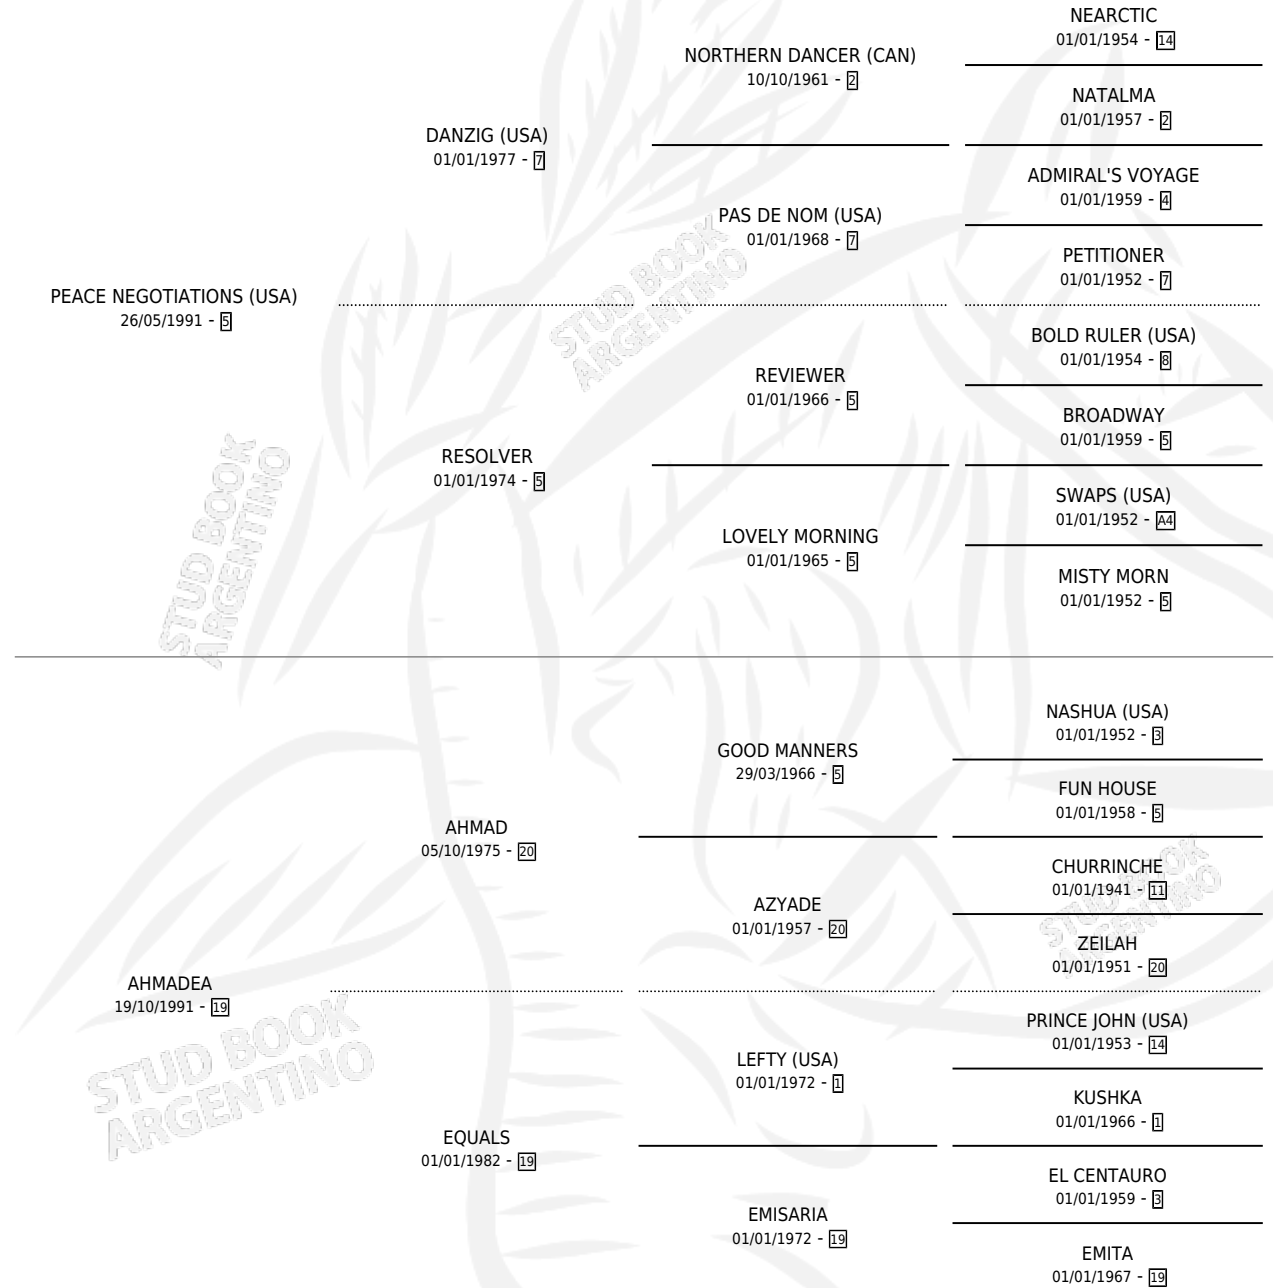 NEARCTIC
01/01/1954 - 14
NORTHERN DANCER (CAN)
10/10/1961 - 2
NATALMA
01/01/1957 - 2
DANZIG (USA)
01/01/1977 - 7
ADMIRAL'S VOYAGE
01/01/1959 - 4
PAS DE NOM (USA)
01/01/1968 - 7
PETITIONER
01/01/1952 - 7
PEACE NEGOTIATIONS (USA)
26/05/1991 - 5
STUD BOOK
ARGENTINO
BOLD RULER (USA)
01/01/1954 - 8
REVIEWER
01/01/1966 - 5
BROADWAY
01/01/1959 - 5
RESOLVER
01/01/1974 - 5
SWAPS (USA)
01/01/1952 - A4
LOVELY MORNING
01/01/1965 - 5
MISTY MORN
01/01/1952 - 5
STUD BOOK
ARGENTINO
NASHUA (USA)
01/01/1952 - 3
GOOD MANNERS
29/03/1966 - 5
FUN HOUSE
01/01/1958 - 5
AHMAD
05/10/1975 - 20
CHURRINCHE
01/01/1941 - 11
AZYADE
01/01/1957 - 20
STUD BOOK
ARGENTINO
ZEILAH
01/01/1951 - 20
AHMADEA
19/10/1991 - 19
PRINCE JOHN (USA)
01/01/1953 - 14
LEFTY (USA)
01/01/1972 - 1
STUD BOOK
ARGENTINO
KUSHKA
01/01/1966 - 1
EQUALS
01/01/1982 - 19
EL CENTAURO
01/01/1959 - 3
EMISARIA
01/01/1972 - 19
EMITA
01/01/1967 - 19